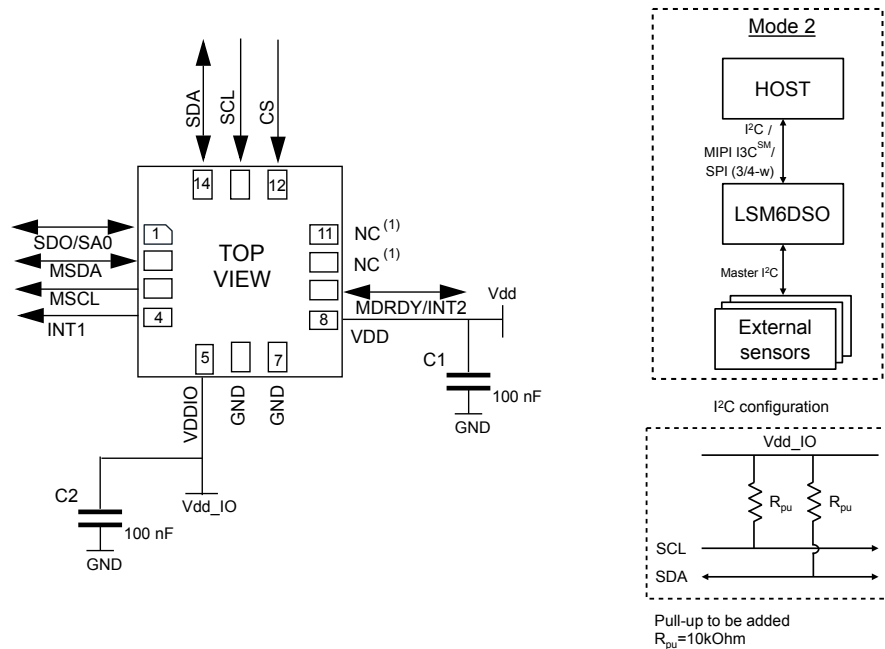 SDA
SCL
CS
14
12
1
SDO/SA0
MSDA
MSCL
4
INT1
TOP
VIEW
11
NC (1)
NC (1)
MDRDY/INT2
8
VDD
Vdd
5
7
VDDIO
GND
GND
C1
100 nF
GND
C2
Vdd_IO
100 nF
GND
Mode 2
HOST
I²C /
MIPI I3C^SM/
SPI (3/4-w)
LSM6DSO
Master I²C
External
sensors
I²C configuration
Vdd_IO
Rpu
Rpu
SCL
SDA
Pull-up to be added
Rpu=10kOhm